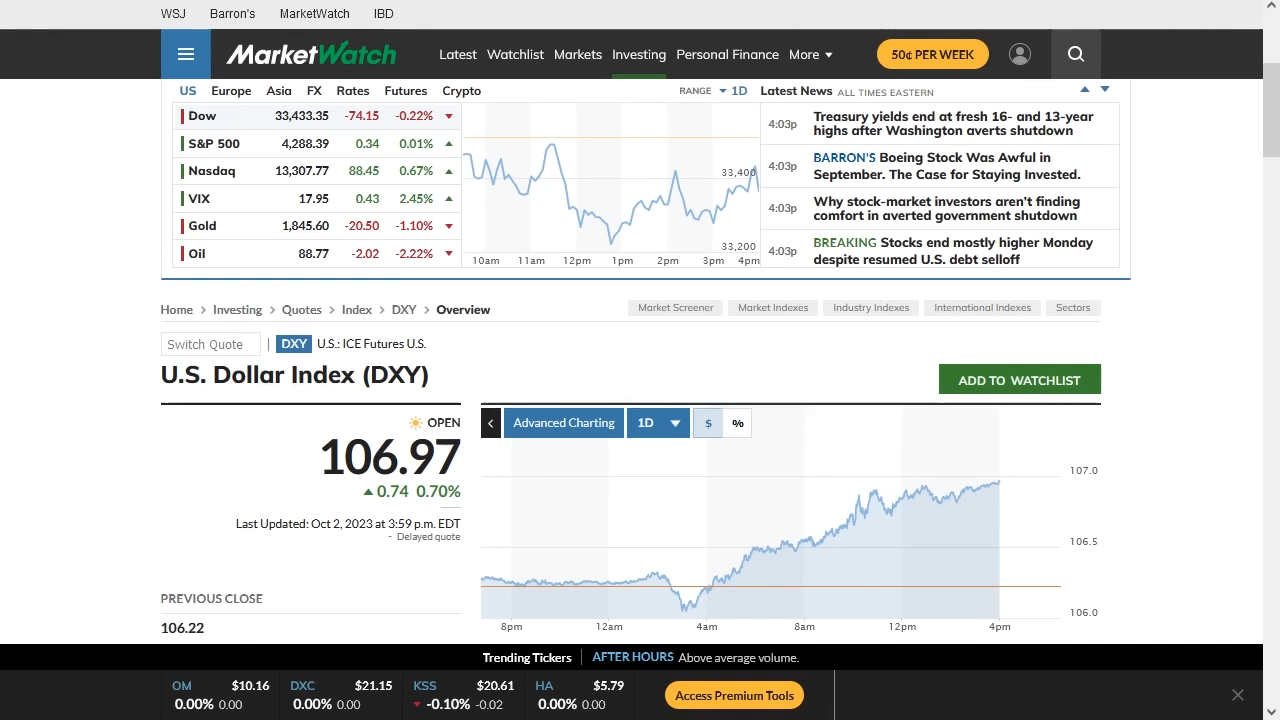 WSJ Barron's MarketWatch IBD
MarketWatch Latest Watchlist Markets Investing Personal Finance More 50¢ PER WEEK
US Europe Asia FX Rates Futures Crypto RANGE 1D Latest News ALL TIMES EASTERN
Dow 33,433.35 -74.15 -0.22%
S&P 500 4,288.39 0.34 0.01%
Nasdaq 13,307.77 88.45 0.67%
VIX 17.95 0.43 2.45%
Gold 1,845.60 -20.50 -1.10%
Oil 88.77 -2.02 -2.22%
33,400
33,200
10am 11am 12pm 1pm 2pm 3pm 4pm
4:03p Treasury yields end at fresh 16- and 13-year
highs after Washington averts shutdown
4:03p BARRON'S Boeing Stock Was Awful in
September. The Case for Staying Invested.
4:03p Why stock-market investors aren't finding
comfort in averted government shutdown
4:03p BREAKING Stocks end mostly higher Monday
despite resumed U.S. debt selloff
Home > Investing > Quotes > Index > DXY > Overview
Market Screener Market Indexes Industry Indexes International Indexes Sectors
Switch Quote | DXY U.S.: ICE Futures U.S.
U.S. Dollar Index (DXY)
ADD TO WATCHLIST
OPEN
106.97
0.74 0.70%
Last Updated: Oct 2, 2023 at 3:59 p.m. EDT
- Delayed quote
PREVIOUS CLOSE
106.22
< Advanced Charting 1D $ %
107.0
106.5
106.0
8pm 12am 4am 8am 12pm 4pm
Trending Tickers AFTER HOURS Above average volume.
OM $10.16 DXC $21.15 KSS $20.61 HA $5.79
0.00% 0.00 0.00% 0.00 -0.10% -0.02 0.00% 0.00
Access Premium Tools